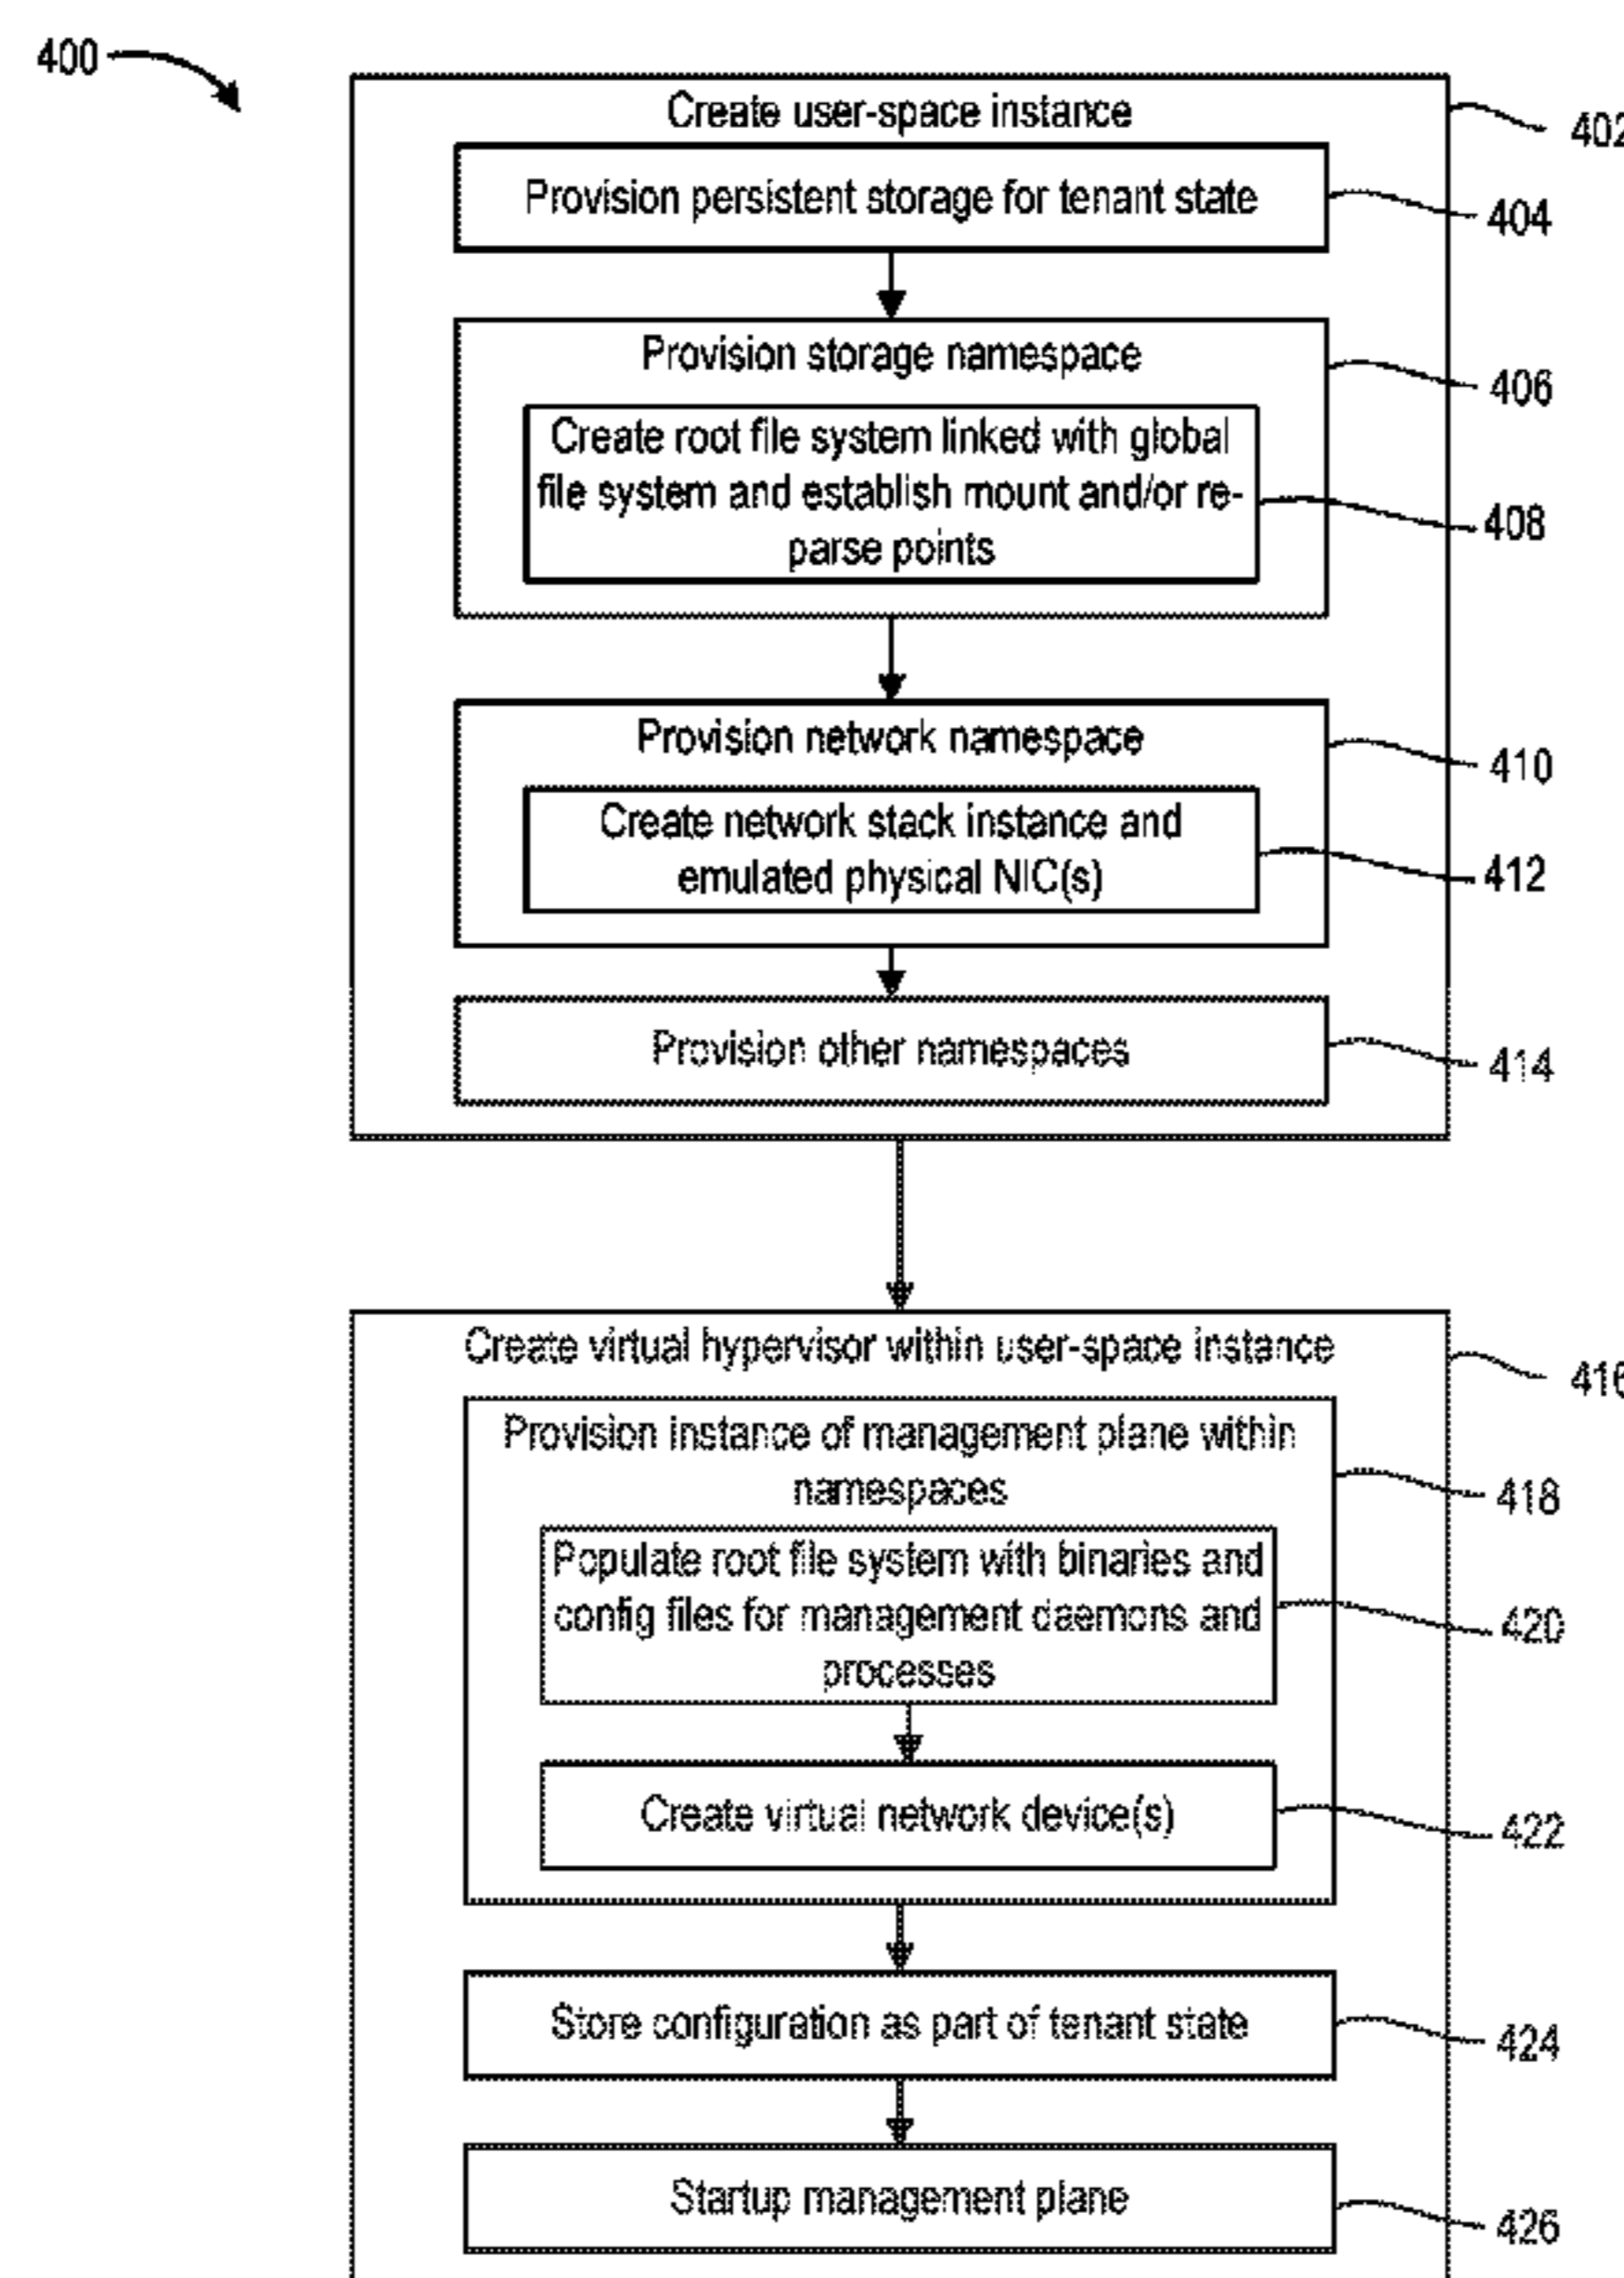 400
Create user-space instance
402
Provision persistent storage for tenant state
404
Provision storage namespace
406
Create root file system linked with global
file system and establish mount and/or re-
parse points
408
Provision network namespace
410
Create network stack instance and
emulated physical NIC(s)
412
Provision other namespaces
414
Create virtual hypervisor within user-space instance
416
Provision instance of management plane within
namespaces
418
Populate root file system with binaries and
config files for management daemons and
processes
420
Create virtual network device(s)
422
Store configuration as part of tenant state
424
Startup management plane
426